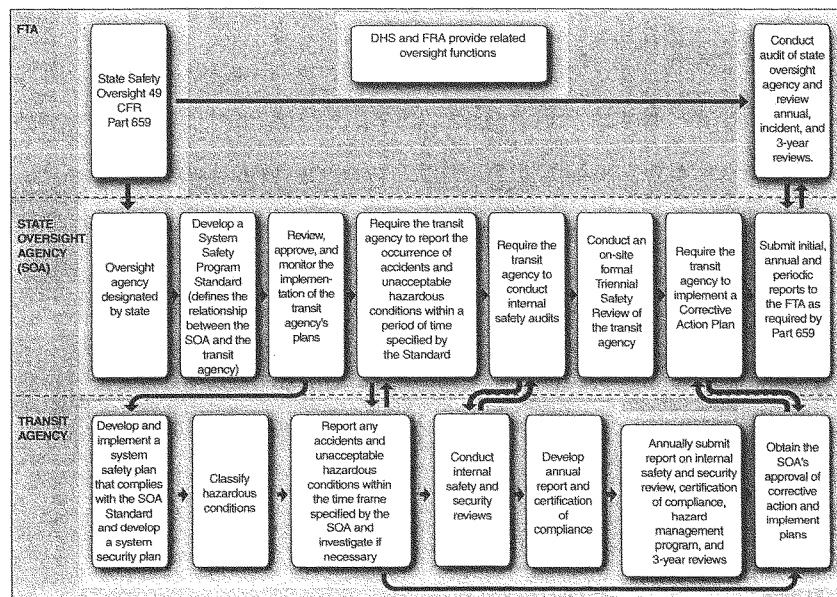 FTA
State Safety
Oversight 49
CFR
Part 659
DHS and FRA provide related
oversight functions
Conduct
audit of state
oversight
agency and
review
annual,
incident, and
3-year
reviews.
STATE
OVERSIGHT
AGENCY
(SOA)
Oversight
agency
designated
by state
Develop a
System
Safety
Program
Standard
(defines the
relationship
between the
SOA and the
transit
agency)
Review,
approve, and
monitor the
implemen-
tation of the
transit
agency's
plans
Require the transit
agency to report the
occurrence of
accidents and
unacceptable
hazardous
conditions within a
period of time
specified by
the Standard
Require the
transit
agency to
conduct
internal
safety audits
Conduct an
on-site
formal
Triennial
Safety
Review of
the transit
agency
Require the
transit
agency to
implement a
Corrective
Action Plan
Submit initial,
annual and
periodic
reports to
the FTA as
required by
Part 659
TRANSIT
AGENCY
Develop and
implement a
system
safety plan
that complies
with the SOA
Standard
and develop
a system
security plan
Classify
hazardous
conditions
Report any
accidents and
unacceptable
hazardous
conditions within
the time frame
specified by the
SOA and
investigate if
necessary
Conduct
internal
safety and
security
reviews
Develop
annual
report and
certification
of
compliance
Annually submit
report on internal
safety and security
review, certification
of compliance,
hazard
management
program, and
3-year reviews
Obtain the
SOA's
approval of
corrective
action and
implement
plans